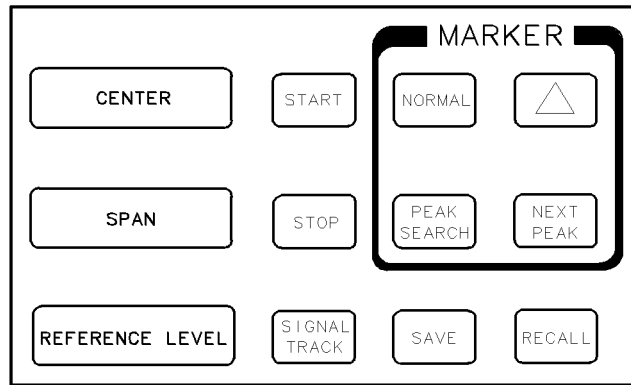 MARKER
CENTER
START
NORMAL
SPAN
STOP
PEAK
SEARCH
NEXT
PEAK
REFERENCE LEVEL
SIGNAL
TRACK
SAVE
RECALL